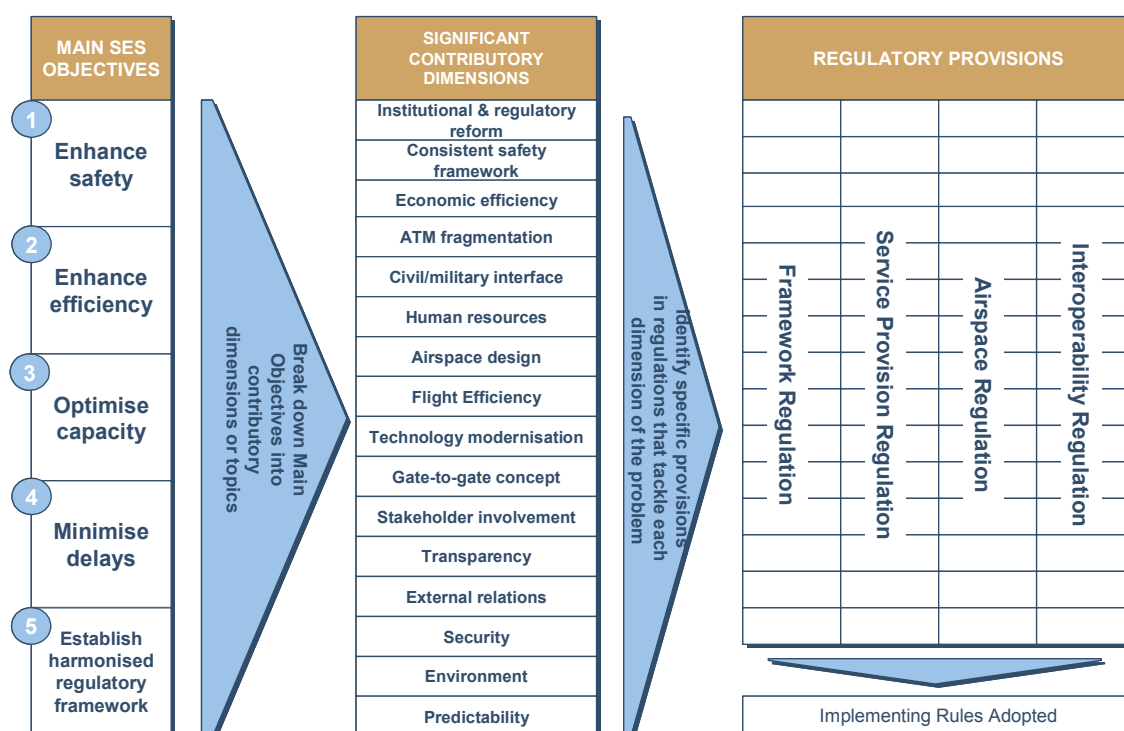 MAIN SES
OBJECTIVES
1
Enhance
safety
2
Enhance
efficiency
3
Optimise
capacity
4
Minimise
delays
5
Establish
harmonised
regulatory
framework
Break down Main
Objectives into
contributory
dimensions or topics
SIGNIFICANT
CONTRIBUTORY
DIMENSIONS
Institutional & regulatory
reform
Consistent safety
framework
Economic efficiency
ATM fragmentation
Civil/military interface
Human resources
Airspace design
Flight Efficiency
Technology modernisation
Gate-to-gate concept
Stakeholder involvement
Transparency
External relations
Security
Environment
Predictability
Identify specific provisions
in regulations that tackle each
dimension of the problem
REGULATORY PROVISIONS
Framework Regulation
Service Provision Regulation
Airspace Regulation
Interoperability Regulation
Implementing Rules Adopted